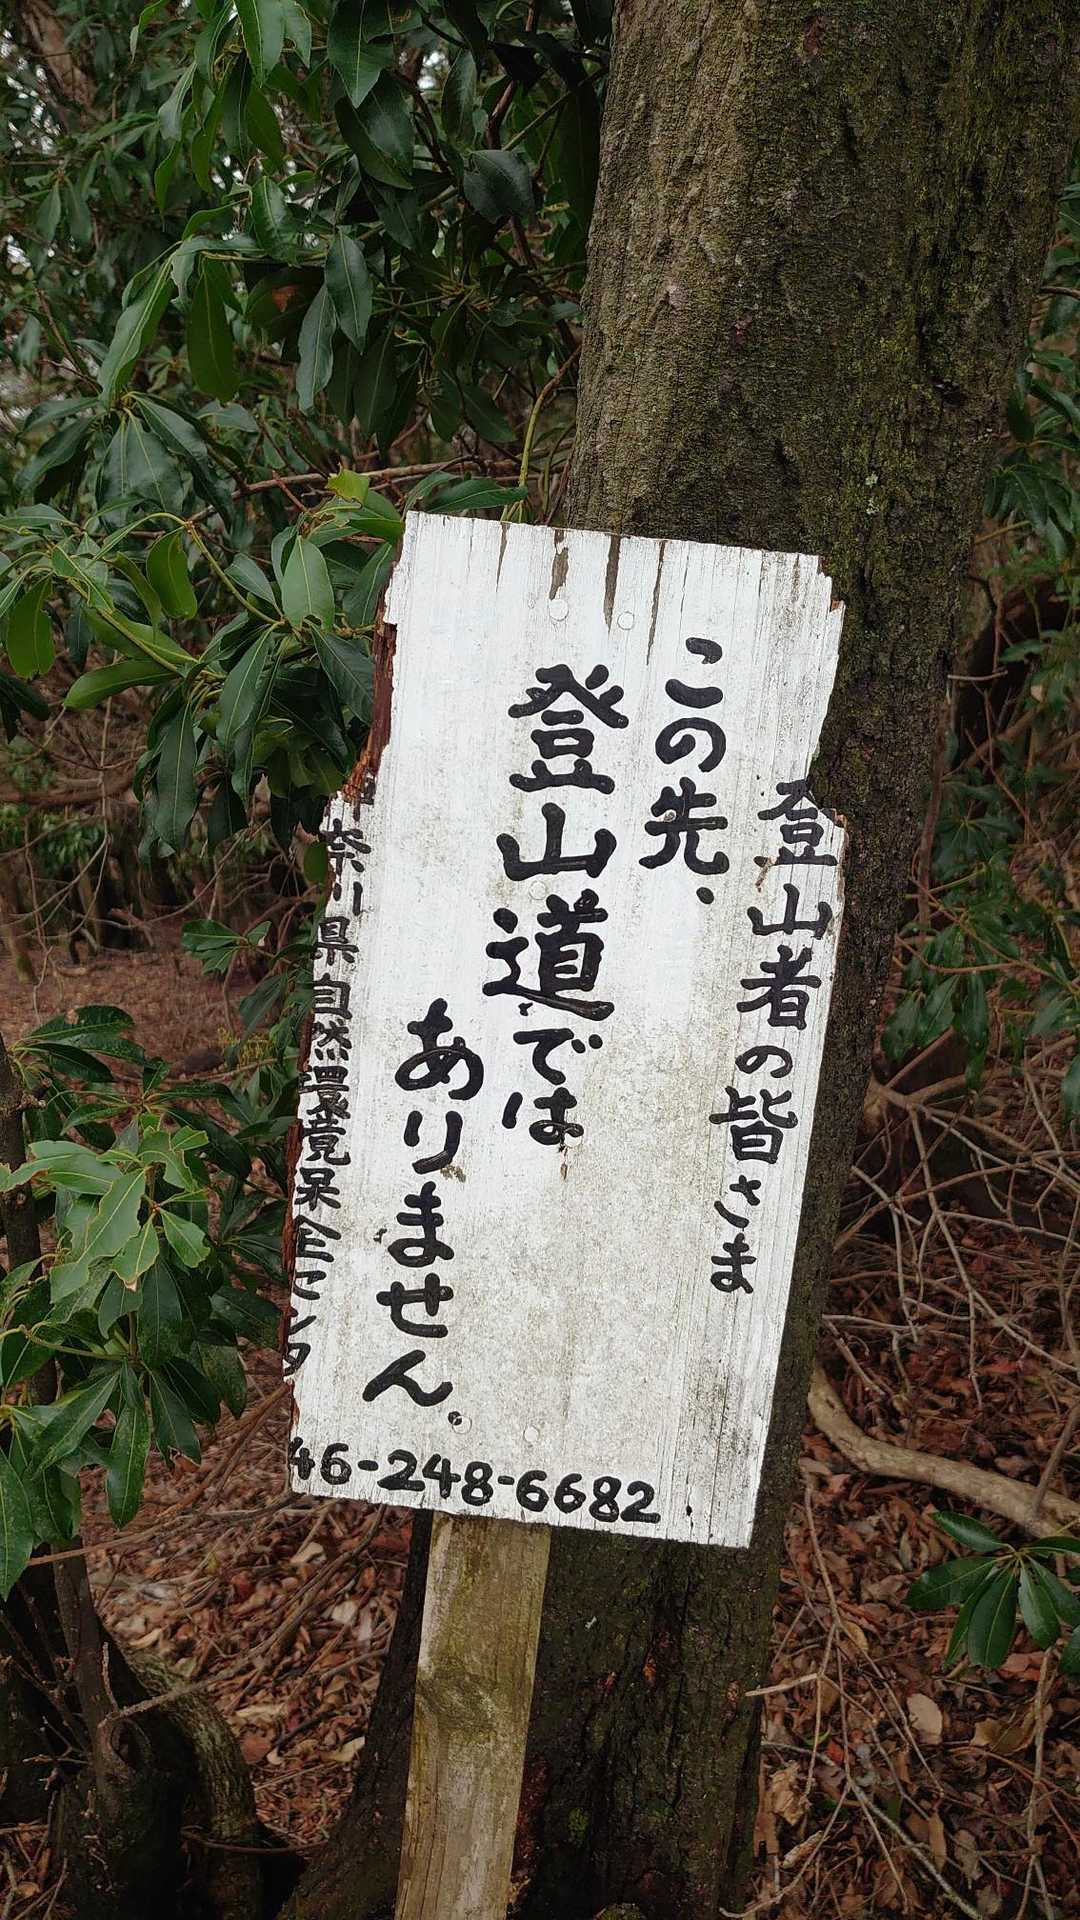 登山者の皆さま
この先、
登山道では
ありません。
奈川県自然環境保全センタ
46-248-6682